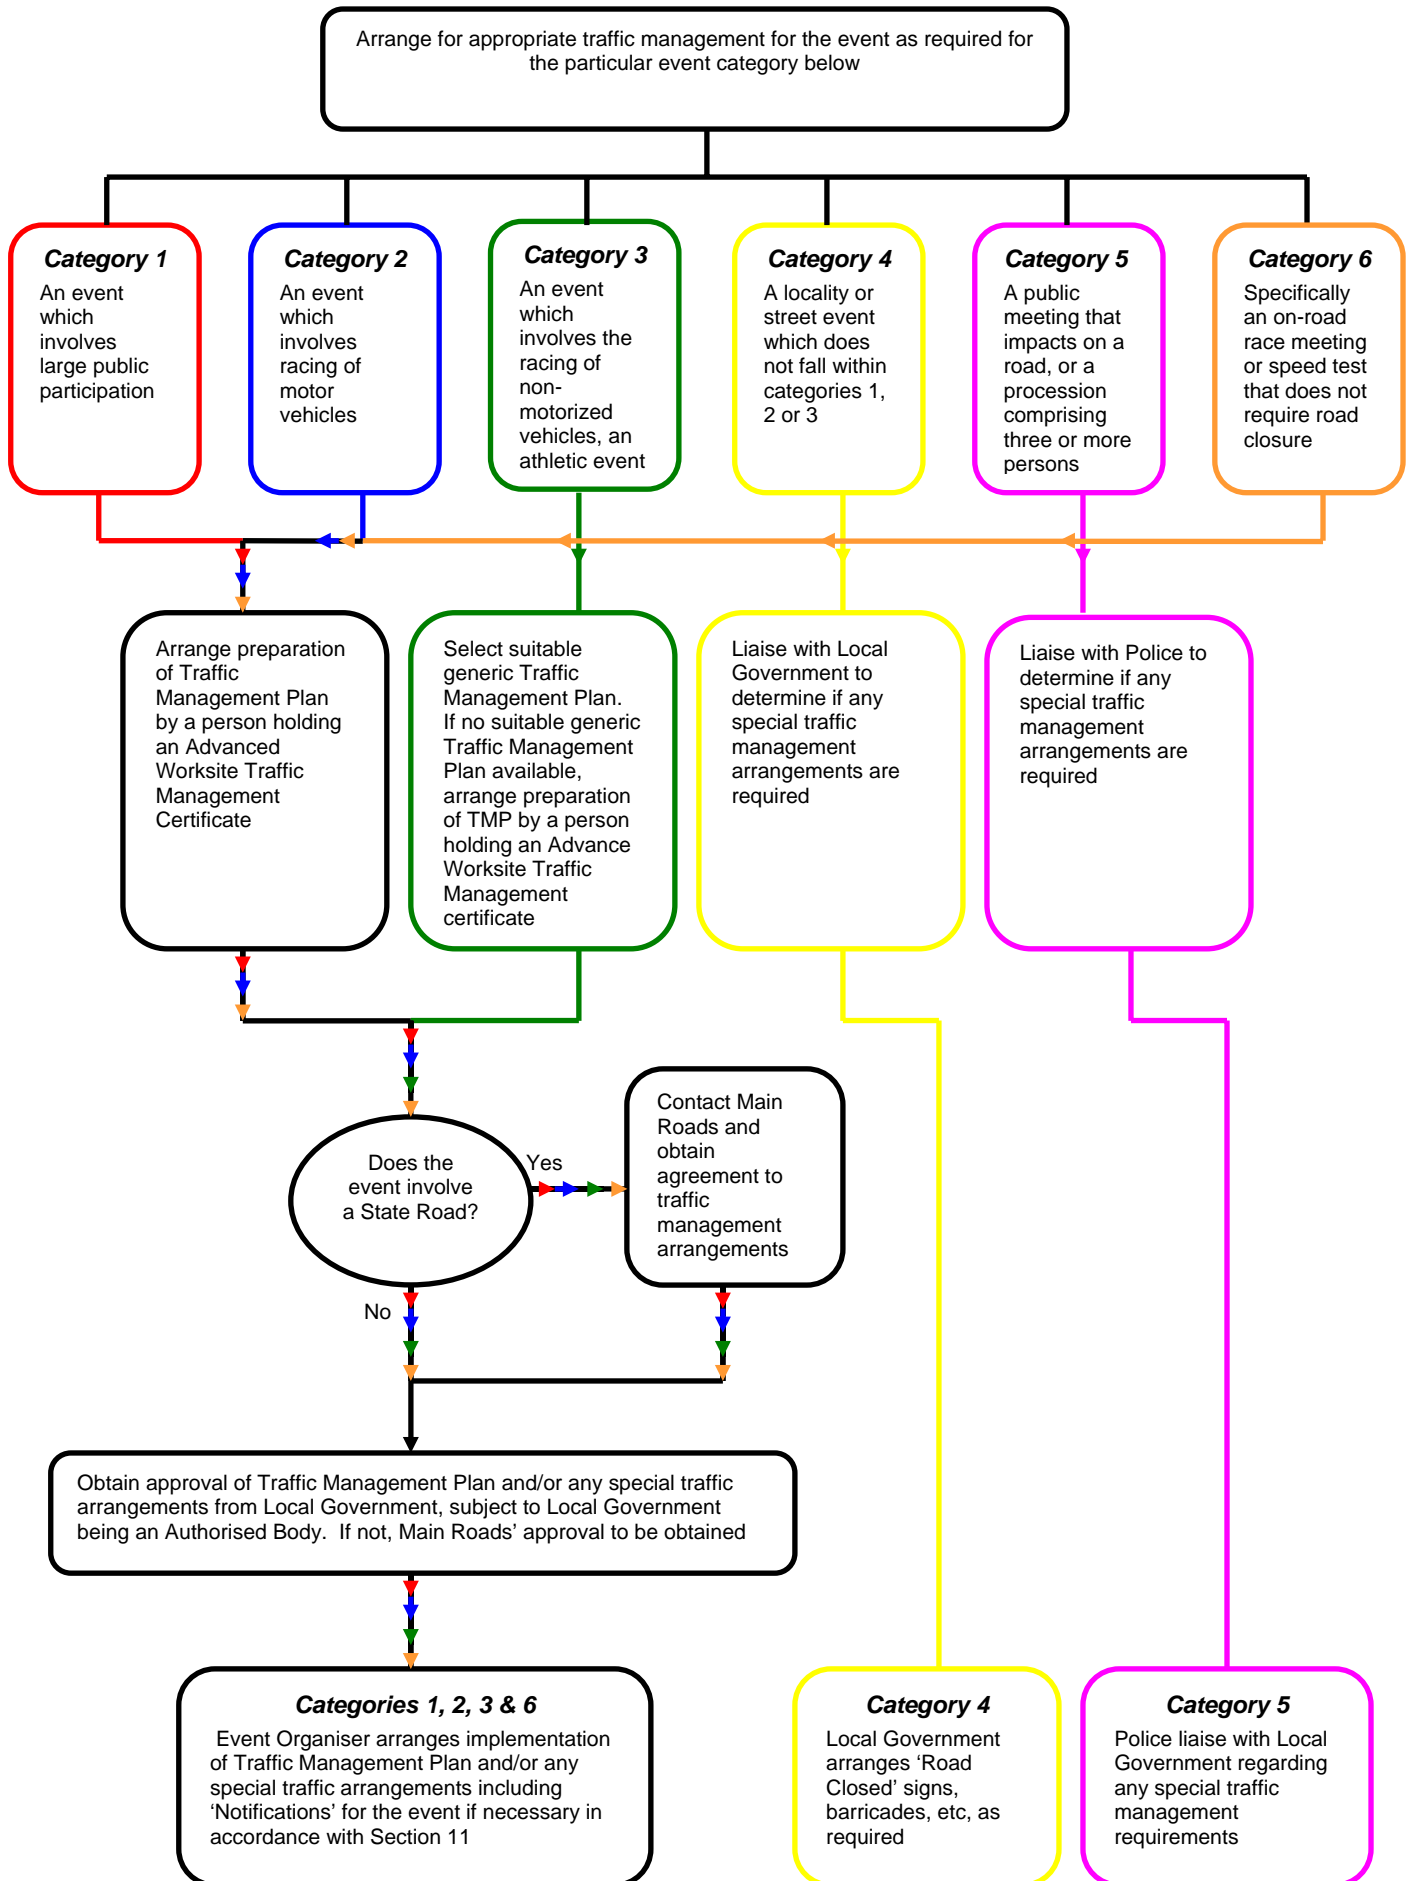 Arrange for appropriate traffic management for the event as required for
the particular event category below
Category 1
An event
which
involves
large public
participation
Category 2
An event
which
involves
racing of
motor
vehicles
Category 3
An event
which
involves the
racing of
non-
motorized
vehicles, an
athletic event
Category 4
A locality or
street event
which does
not fall within
categories 1,
2 or 3
Category 5
A public
meeting that
impacts on a
road, or a
procession
comprising
three or more
persons
Category 6
Specifically
an on-road
race meeting
or speed test
that does not
require road
closure
Arrange preparation
of Traffic
Management Plan
by a person holding
an Advanced
Worksite Traffic
Management
Certificate
Select suitable
generic Traffic
Management Plan.
If no suitable generic
Traffic Management
Plan available,
arrange preparation
of TMP by a person
holding an Advance
Worksite Traffic
Management
certificate
Liaise with Local
Government to
determine if any
special traffic
management
arrangements are
required
Liaise with Police to
determine if any
special traffic
management
arrangements are
required
Does the
event involve
a State Road?
Yes
Contact Main
Roads and
obtain
agreement to
traffic
management
arrangements
No
Obtain approval of Traffic Management Plan and/or any special traffic
arrangements from Local Government, subject to Local Government
being an Authorised Body.  If not, Main Roads’ approval to be obtained
Categories 1, 2, 3 & 6
Event Organiser arranges implementation
of Traffic Management Plan and/or any
special traffic arrangements including
‘Notifications’ for the event if necessary in
accordance with Section 11
Category 4
Local Government
arranges ‘Road
Closed’ signs,
barricades, etc, as
required
Category 5
Police liaise with Local
Government regarding
any special traffic
management
requirements